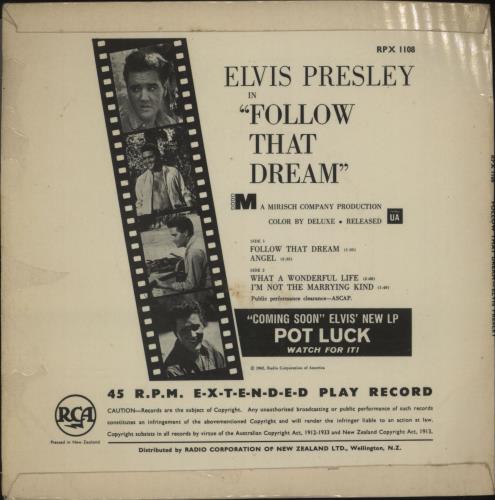 RPX 1108
ELVIS PRESLEY
IN
"FOLLOW
THAT
DREAM"
M A MIRISCH COMPANY PRODUCTION
COLOR BY DELUXE • RELEASED UA
SIDE 1
FOLLOW THAT DREAM
ANGEL
SIDE 2
WHAT A WONDERFUL LIFE
I'M NOT THE MARRYING KIND
Public performance clearance—ASCAP.
"COMING SOON" ELVIS' NEW LP
POT LUCK
WATCH FOR IT!
© 1962, Radio Corporation of America
45 R.P.M. E-X-T-E-N-D-E-D PLAY RECORD
RCA
Pressed in New Zealand
CAUTION—Records are the subject of Copyright. Any unauthorised broadcasting or public performance of such records
constitutes an infringement of the abovementioned Copyright and will render the infringer liable to an action at law.
Copyright subsists in all records by virtue of the Australian Copyright Act, 1912-1933 and New Zealand Copyright Act, 1913.
Distributed by RADIO CORPORATION OF NEW ZEALAND LTD., Wellington, N.Z.